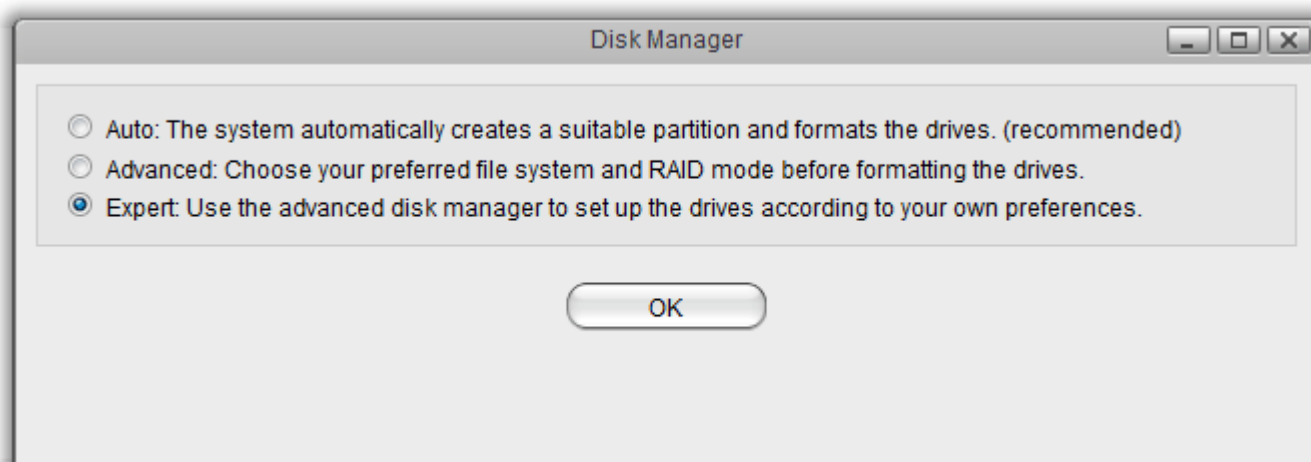 Disk Manager
Auto: The system automatically creates a suitable partition and formats the drives. (recommended)
Advanced: Choose your preferred file system and RAID mode before formatting the drives.
Expert: Use the advanced disk manager to set up the drives according to your own preferences.
OK